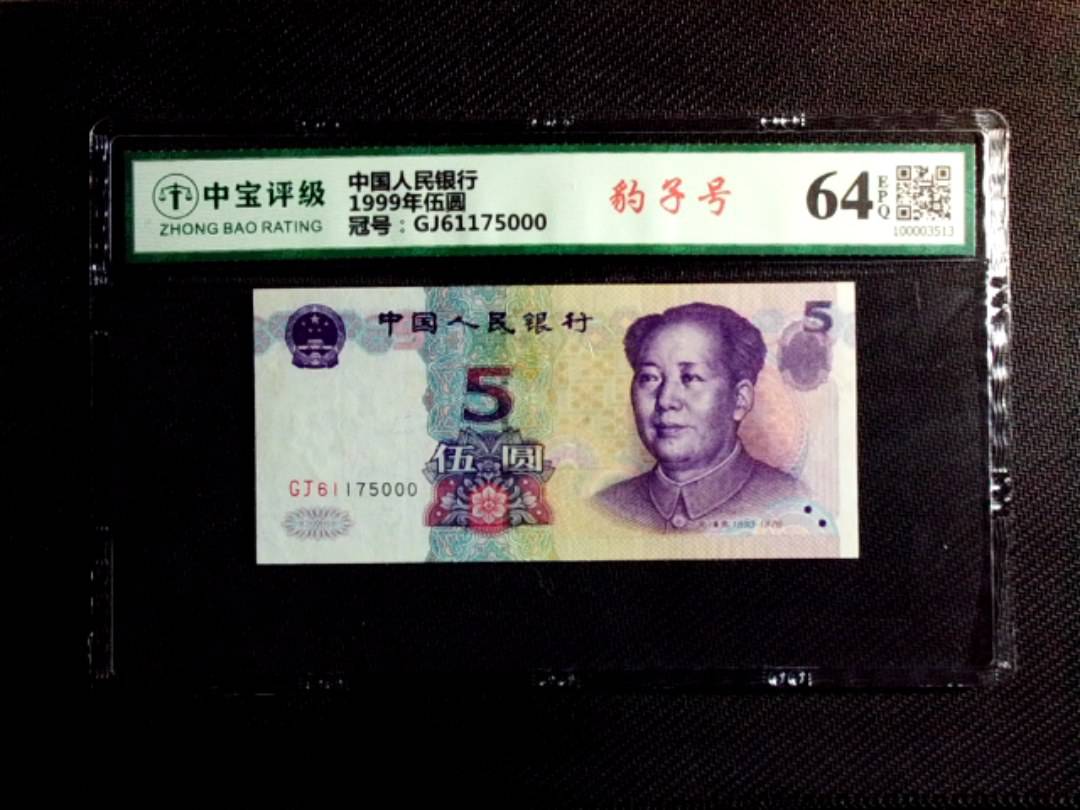 中宝评级
ZHONG BAO RATING
中国人民银行
1999年伍圆
冠号：GJ61175000
豹子号
64
EPQ
100003513
中国人民银行
5
5
伍圆
GJ61175000